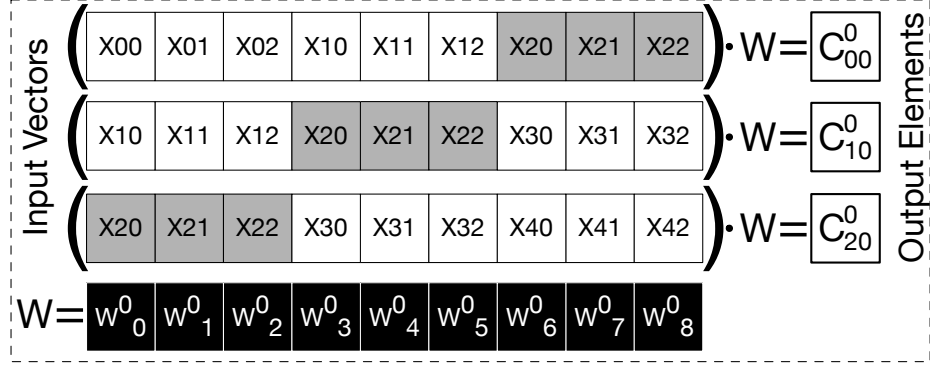 Input Vectors
( X00 X01 X02 X10 X11 X12 X20 X21 X22 ) · W = C⁰₀₀
( X10 X11 X12 X20 X21 X22 X30 X31 X32 ) · W = C⁰₁₀
( X20 X21 X22 X30 X31 X32 X40 X41 X42 ) · W = C⁰₂₀
W = W⁰₀ W⁰₁ W⁰₂ W⁰₃ W⁰₄ W⁰₅ W⁰₆ W⁰₇ W⁰₈
Output Elements